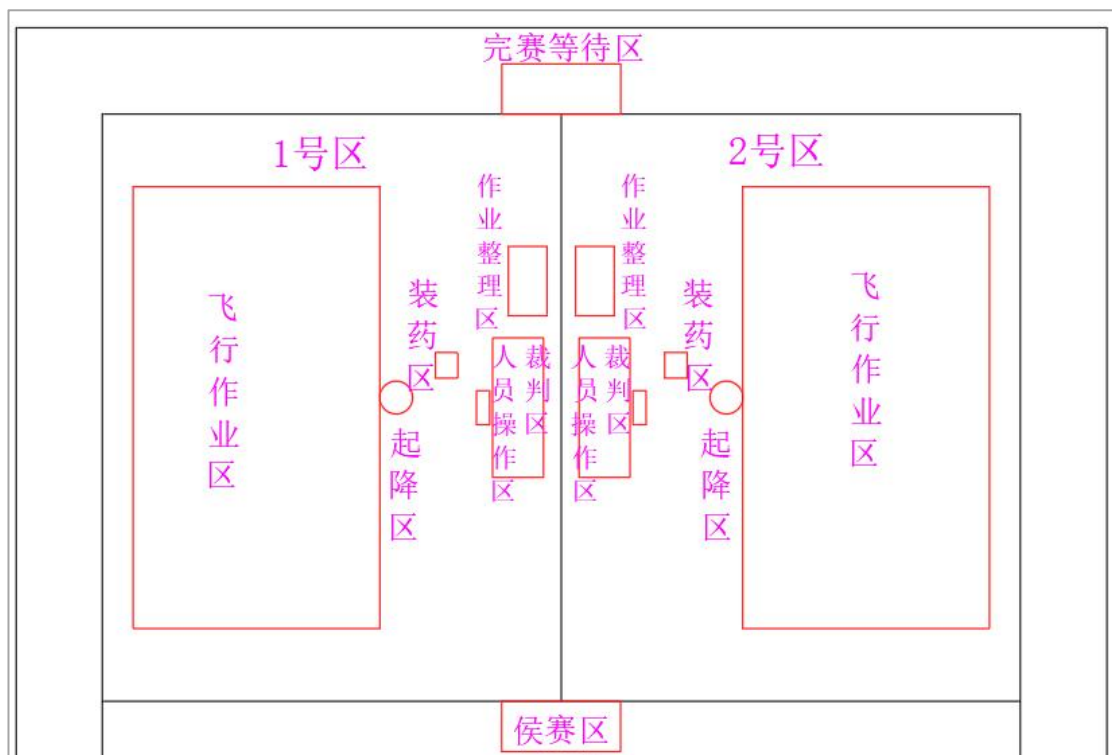 完赛等待区
1号区
2号区
作业整理区
作业整理区
飞行作业区
装药区
起降区
人员操作区
裁判区
人员操作区
裁判区
装药区
起降区
飞行作业区
侯赛区